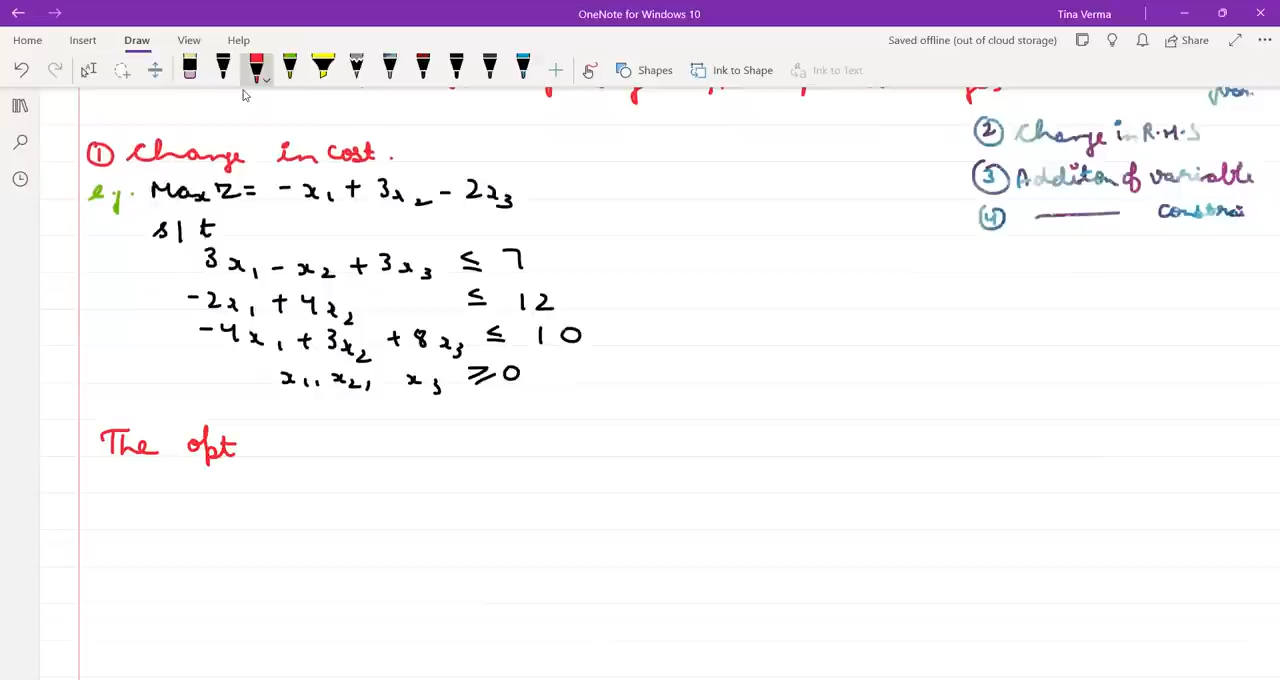 OneNote for Windows 10
Tina Verma
Home Insert Draw View Help
Saved offline (out of cloud storage)
Share
Shapes
Ink to Shape
Ink to Text
① Change in cost.
e.g. Max Z = - x₁ + 3x₂ - 2x₃
s|t
3x₁ - x₂ + 3x₃ ≤ 7
-2x₁ + 4x₂ ≤ 12
-4x₁ + 3x₂ + 8x₃ ≤ 10
x₁, x₂, x₃ ≥ 0
The opt
② Change in R.H.S
③ Additon of variable
④ —— constrai